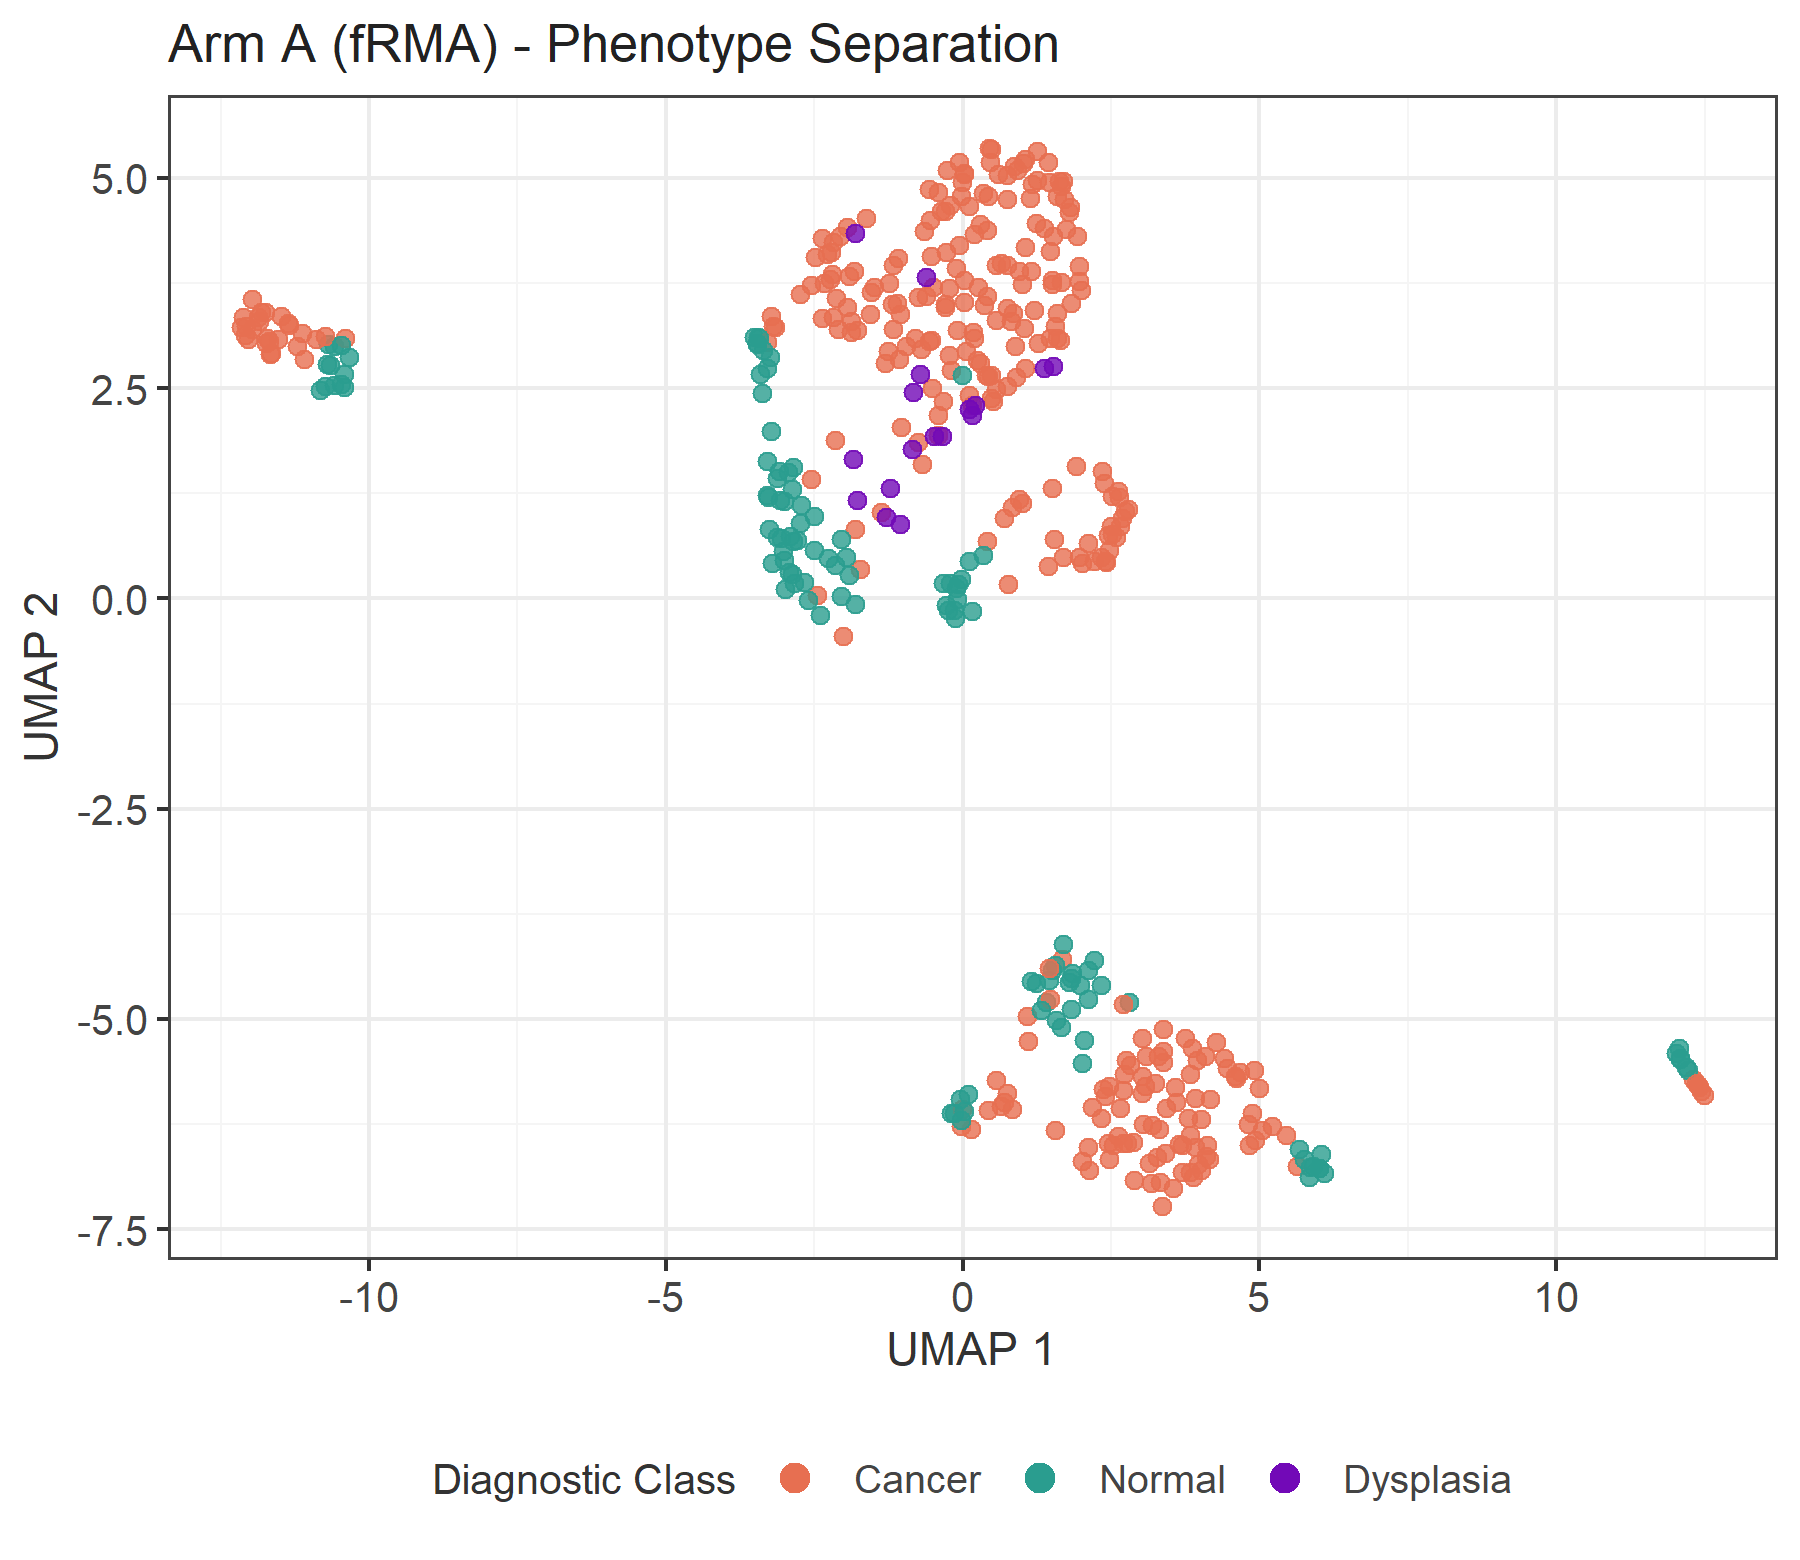 Arm A (fRMA) - Phenotype Separation
5.0
2.5
0.0
-2.5
-5.0
-7.5
UMAP 2
-10
-5
0
5
10
UMAP 1
Diagnostic Class Cancer Normal Dysplasia